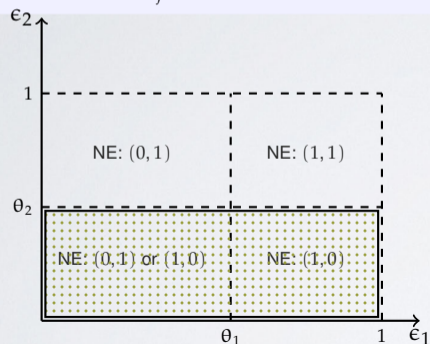 ϵ₂
1
NE: (0, 1)
NE: (1, 1)
θ₂
NE: (0, 1) or (1, 0)
NE: (1, 0)
θ₁
1
ϵ₁